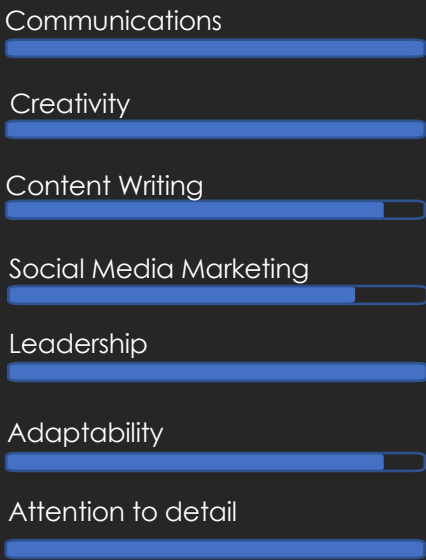 Communications
Creativity
Content Writing
Social Media Marketing
Leadership
Adaptability
Attention to detail